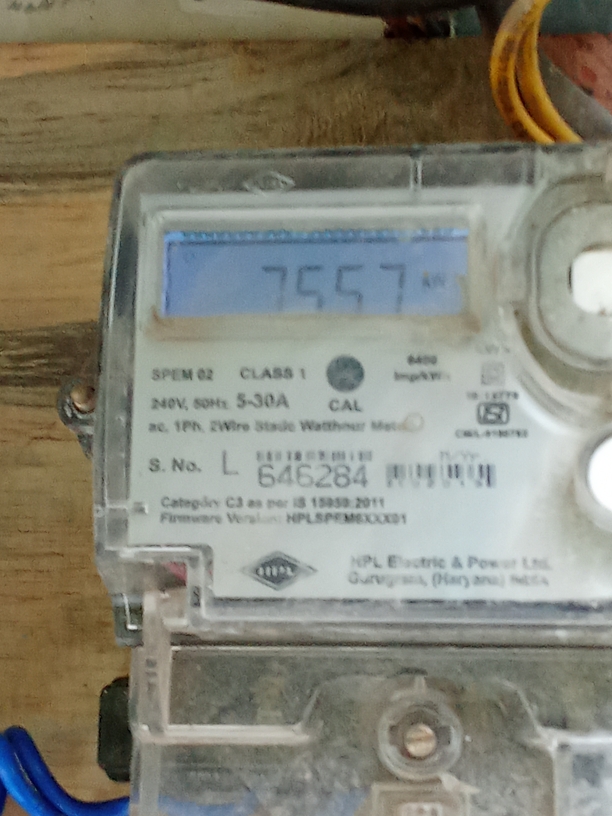 7557 kW
SPEM 02 CLASS 1
6400
Imp/kWh
240V, 50Hz, 5-30A CAL
ac, 1Ph, 2Wire Static Watthour Meter
S. No. L 646284
Category C3 as per IS 15959:2011
Firmware Version: HPLSPEM6XXX01
HPL HPL Electric & Power Ltd.
Gurugram, (Haryana) India